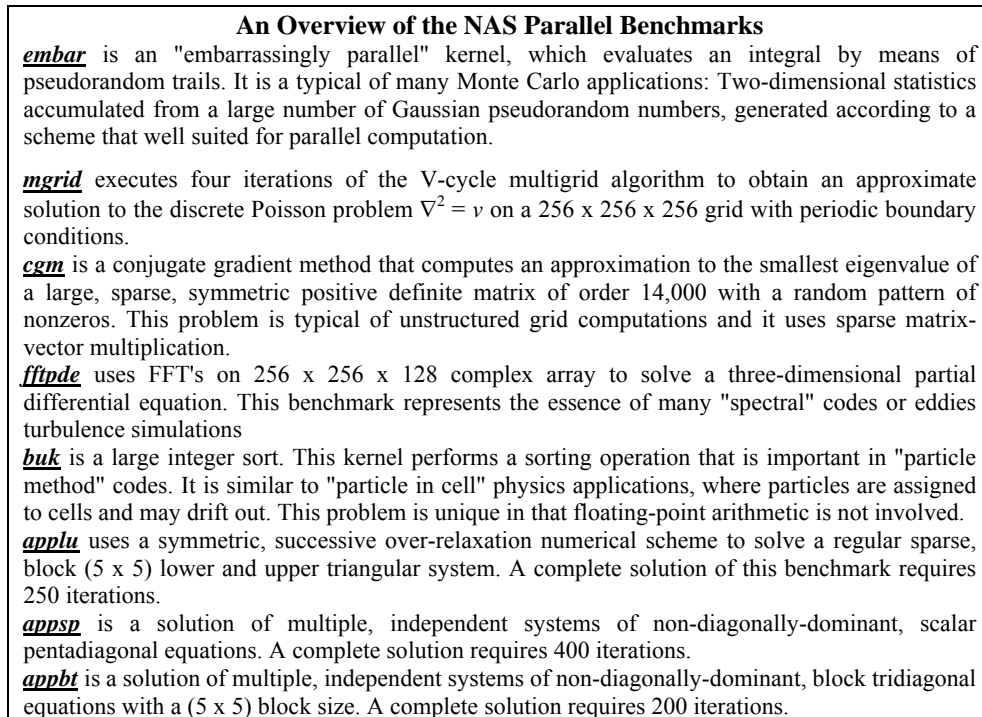 An Overview of the NAS Parallel Benchmarks
embar is an "embarrassingly parallel" kernel, which evaluates an integral by means of
pseudorandom trails. It is a typical of many Monte Carlo applications: Two-dimensional statistics
accumulated from a large number of Gaussian pseudorandom numbers, generated according to a
scheme that well suited for parallel computation.
mgrid executes four iterations of the V-cycle multigrid algorithm to obtain an approximate
solution to the discrete Poisson problem ∇² = v on a 256 x 256 x 256 grid with periodic boundary
conditions.
cgm is a conjugate gradient method that computes an approximation to the smallest eigenvalue of
a large, sparse, symmetric positive definite matrix of order 14,000 with a random pattern of
nonzeros. This problem is typical of unstructured grid computations and it uses sparse matrix-
vector multiplication.
fftpde uses FFT's on 256 x 256 x 128 complex array to solve a three-dimensional partial
differential equation. This benchmark represents the essence of many "spectral" codes or eddies
turbulence simulations
buk is a large integer sort. This kernel performs a sorting operation that is important in "particle
method" codes. It is similar to "particle in cell" physics applications, where particles are assigned
to cells and may drift out. This problem is unique in that floating-point arithmetic is not involved.
applu uses a symmetric, successive over-relaxation numerical scheme to solve a regular sparse,
block (5 x 5) lower and upper triangular system. A complete solution of this benchmark requires
250 iterations.
appsp is a solution of multiple, independent systems of non-diagonally-dominant, scalar
pentadiagonal equations. A complete solution requires 400 iterations.
appbt is a solution of multiple, independent systems of non-diagonally-dominant, block tridiagonal
equations with a (5 x 5) block size. A complete solution requires 200 iterations.